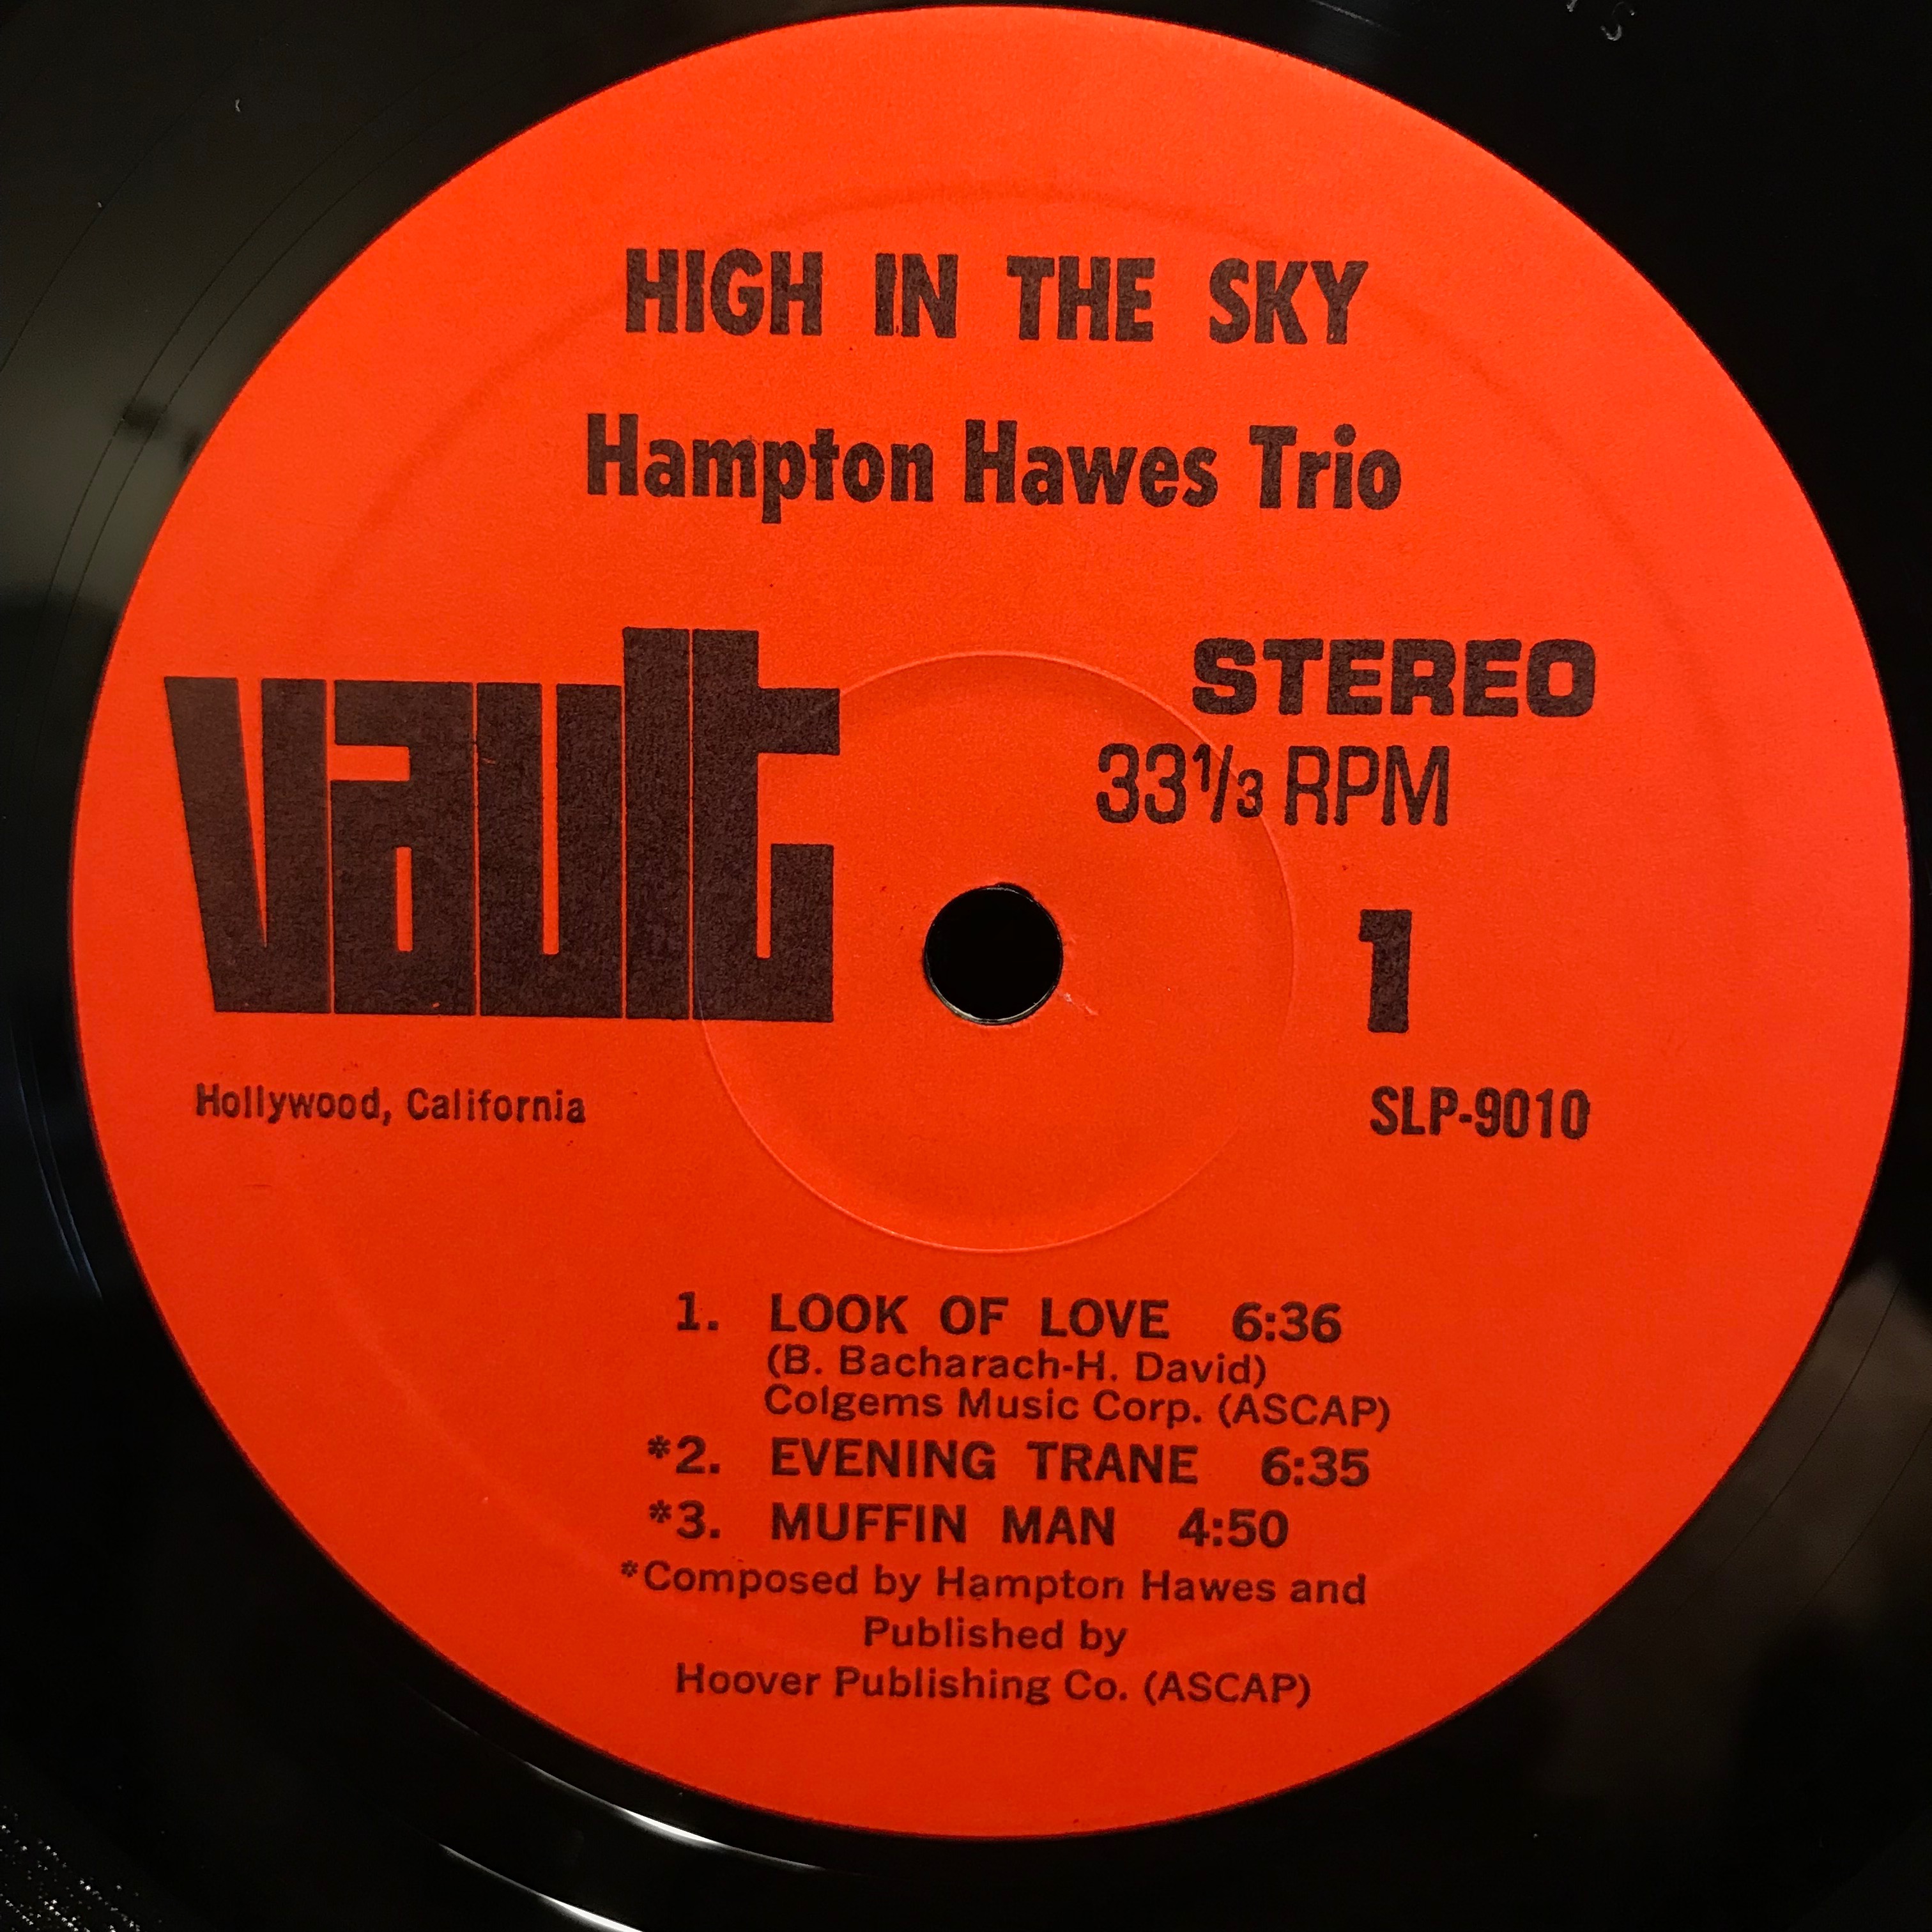 HIGH IN THE SKY
Hampton Hawes Trio
vault
STEREO
33 1/3 RPM
1
Hollywood, California
SLP-9010
1. LOOK OF LOVE 6:36
(B. Bacharach-H. David)
Colgems Music Corp. (ASCAP)
*2. EVENING TRANE 6:35
*3. MUFFIN MAN 4:50
*Composed by Hampton Hawes and
Published by
Hoover Publishing Co. (ASCAP)